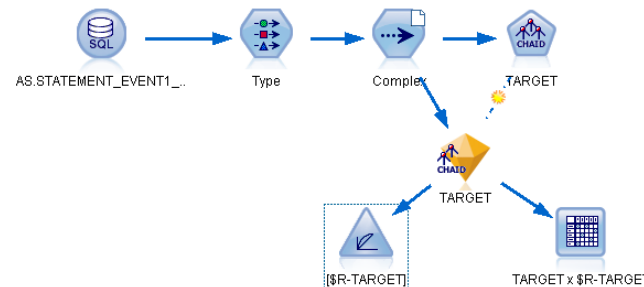 SQL
CHAID
AS.STATEMENT_EVENT1_..
Type
Complex
TARGET
CHAID
TARGET
[$R-TARGET]
TARGET x $R-TARGET